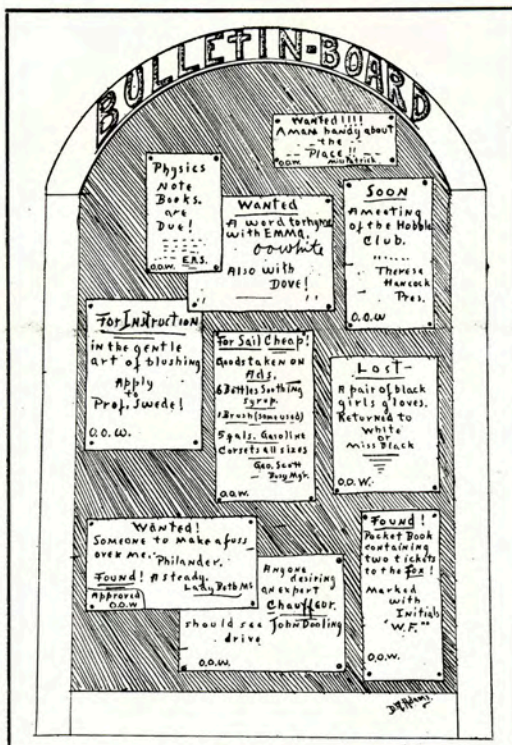 BULLETIN-BOARD
Wanted!!!!
A man handy about
the
Place!!
O.O.W. Miss Patrick.
Physics
Note
Books.
are
Due!
E.R.S.
O.O.W.
Wanted
A word to rhyme
with EMMA.
O O White
Also with
DOVE!
Soon
A meeting
of the Hobble
Club.
Therese
Hancock
Pres.
O.O.W
For Instruction
in the gentle
art of blushing
Apply
to
Prof. Swede!
O.O.W.
For Sail Cheap!
Goods taken on
Ads.
6 Bottles Soothing
syrup.
1 Brush (some used)
5 gals. Gasoline
Corsets all sizes
Geo. Scott
Busy Mg'r.
O.O.W.
Lost-
A pair of black
girls gloves.
Returned to
White
or
Miss Black
O.O.W.
Wanted!
Someone to make a fuss
over me. Philander.
Found! A steady.
Lady Beth Mc
Approved
O.O.W
Anyone
desiring
an expert
Chauffeur.
should see John Dooling
drive
O.O.W.
Found!
Pocket Book
containing
two tickets
to the Fox!
Marked
with
Initials
"W.F."
O.O.W.